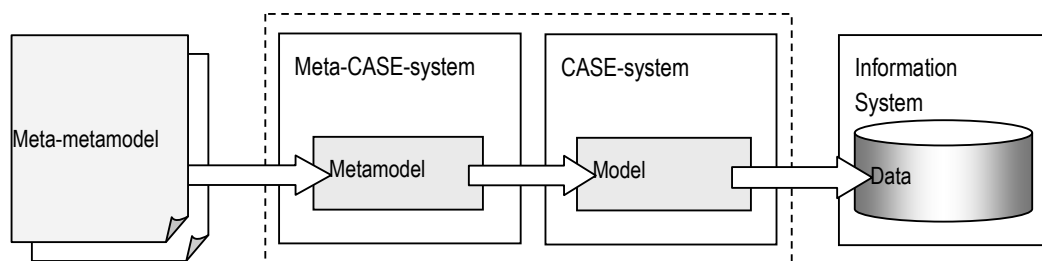 Meta-metamodel
Meta-CASE-system
Metamodel
CASE-system
Model
Information
System
Data